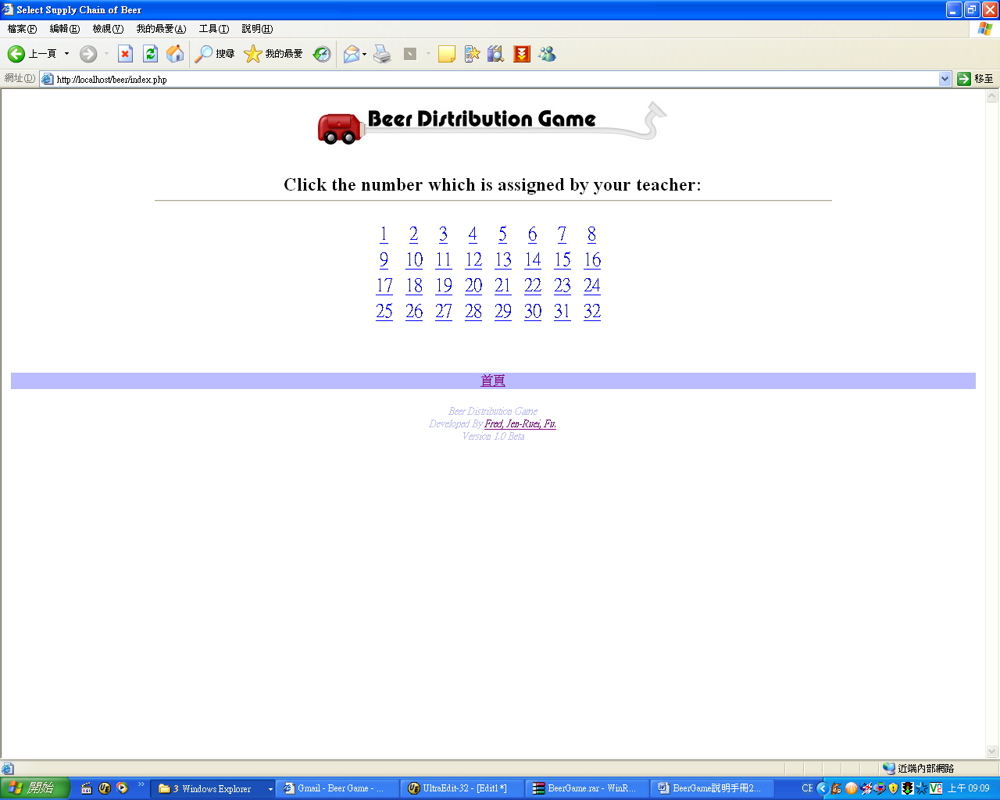 Select Supply Chain of Beer
檔案(F) 編輯(E) 檢視(V) 我的最愛(A) 工具(T) 說明(H)
上一頁 搜尋 我的最愛
網址(D) http://localhost/beer/index.php 移至
Beer Distribution Game
Click the number which is assigned by your teacher:
1 2 3 4 5 6 7 8
9 10 11 12 13 14 15 16
17 18 19 20 21 22 23 24
25 26 27 28 29 30 31 32
首頁
Beer Distribution Game
Developed By Fred, Jen-Ruei, Fu.
Version 1.0 Beta
近端內部網路
開始 3 Windows Explorer Gmail - Beer Game - ... UltraEdit-32 - [Edit1*] BeerGame.rar - WinR... BeerGame說明手冊2... 上午 09:09